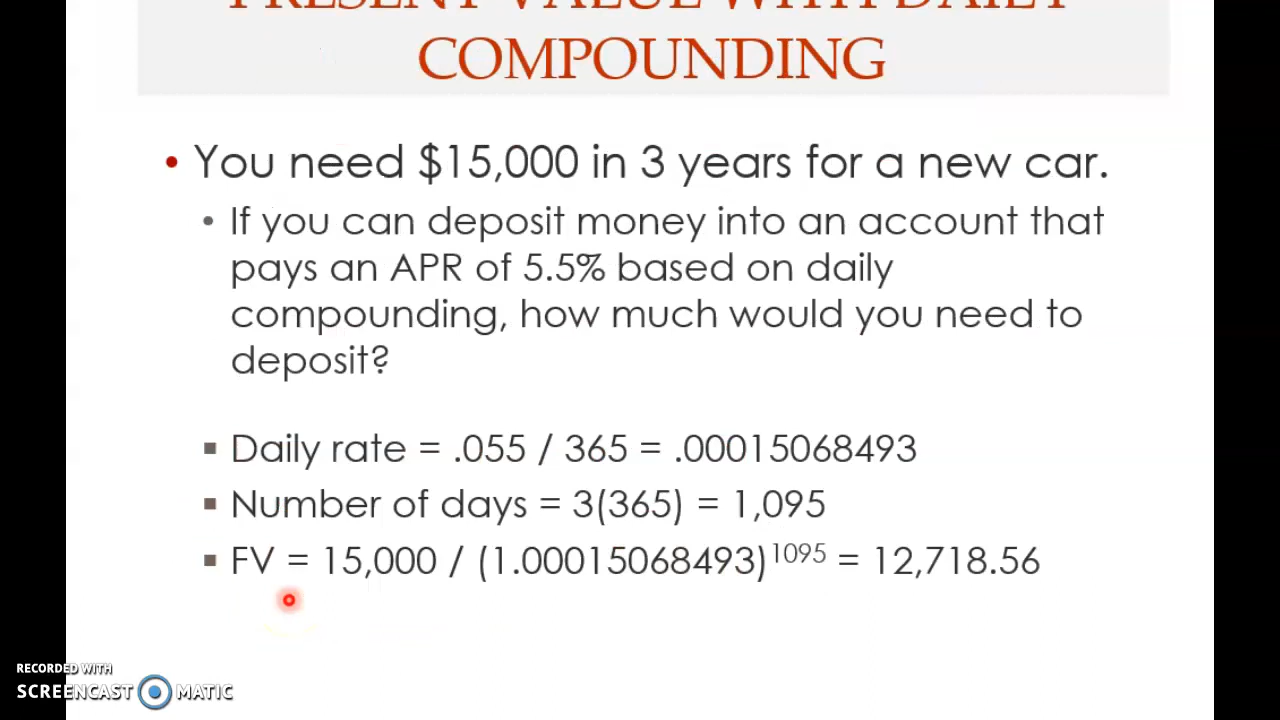 PRESENT VALUE WITH DAILY
COMPOUNDING
• You need $15,000 in 3 years for a new car.
• If you can deposit money into an account that
pays an APR of 5.5% based on daily
compounding, how much would you need to
deposit?
▪ Daily rate = .055 / 365 = .00015068493
▪ Number of days = 3(365) = 1,095
▪ FV = 15,000 / (1.00015068493)^1095 = 12,718.56
RECORDED WITH
SCREENCAST MATIC